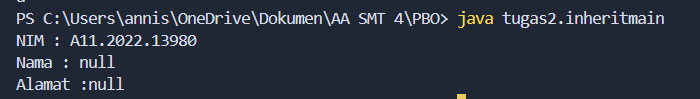 PS C:\Users\annis\OneDrive\Dokumen\AA SMT 4\PBO> java tugas2.inheritmain
NIM : A11.2022.13980
Nama : null
Alamat :null